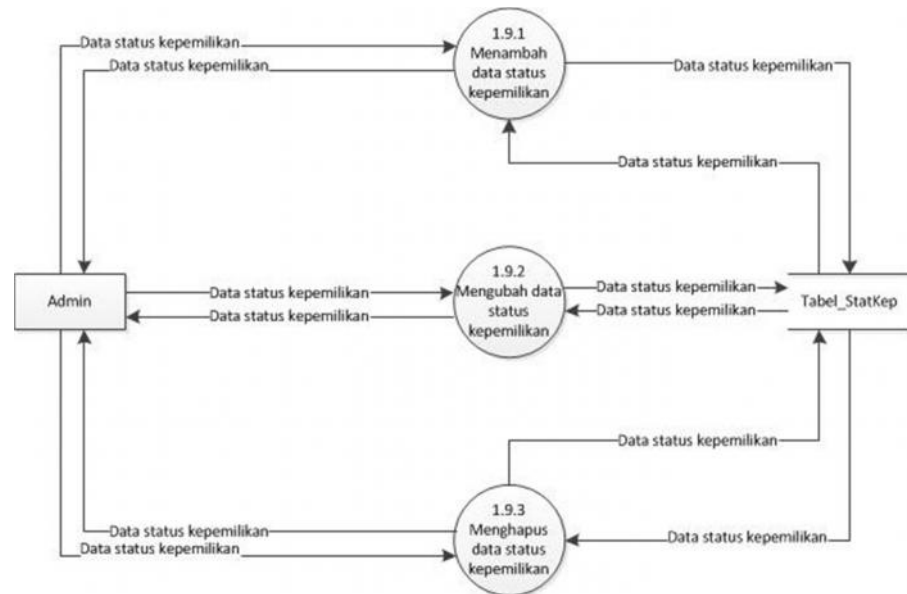 Data status kepemilikan
Data status kepemilikan
1.9.1
Menambah
data status
kepemilikan
Data status kepemilikan
Data status kepemilikan
Admin
Data status kepemilikan
Data status kepemilikan
1.9.2
Mengubah data
status
kepemilikan
Data status kepemilikan
Data status kepemilikan
Tabel_StatKep
Data status kepemilikan
Data status kepemilikan
Data status kepemilikan
1.9.3
Menghapus
data status
kepemilikan
Data status kepemilikan